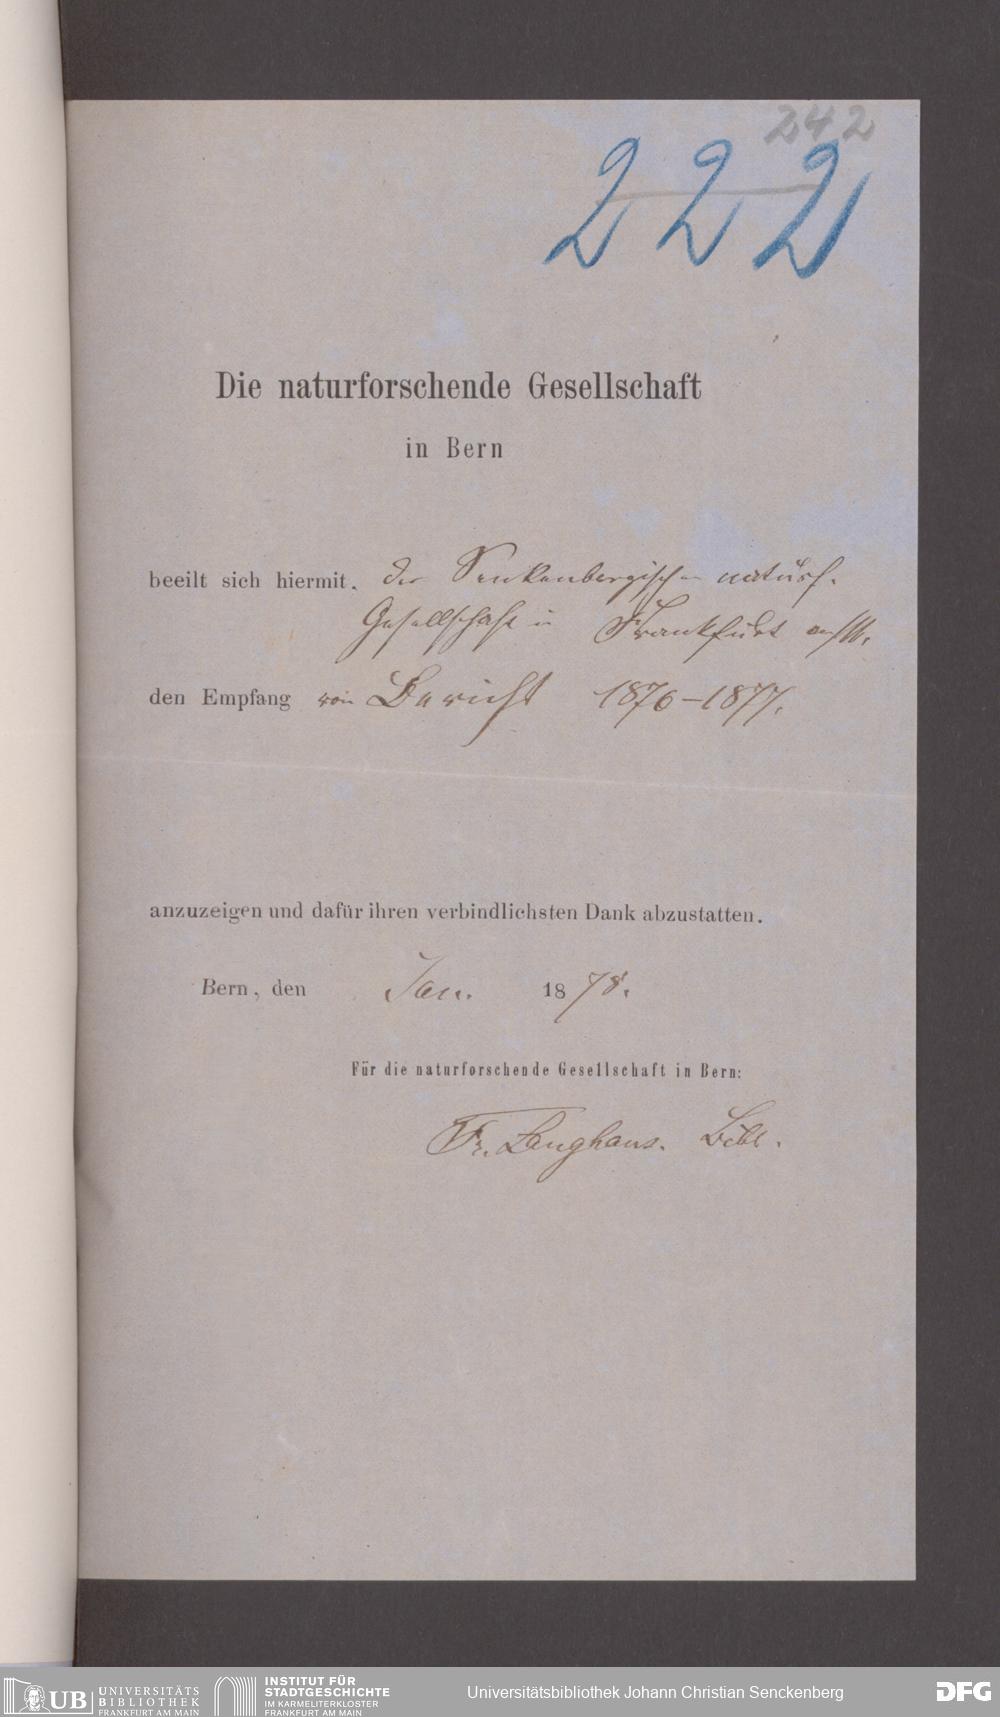 242
222
Die naturforschende Gesellschaft
in Bern
beeilt sich hiermit. der Senkenbergischen naturf.
Gesellschaft in Frankfurt a/M.
den Empfang von Bericht 1876–1877.
anzuzeigen und dafür ihren verbindlichsten Dank abzustatten.
Bern, den Jan. 1878.
Für die naturforschende Gesellschaft in Bern:
Fr. Langhans. Bibl.
UB UNIVERSITÄTS BIBLIOTHEK FRANKFURT AM MAIN
INSTITUT FÜR STADTGESCHICHTE IM KARMELITERKLOSTER FRANKFURT AM MAIN
Universitätsbibliothek Johann Christian Senckenberg
DFG